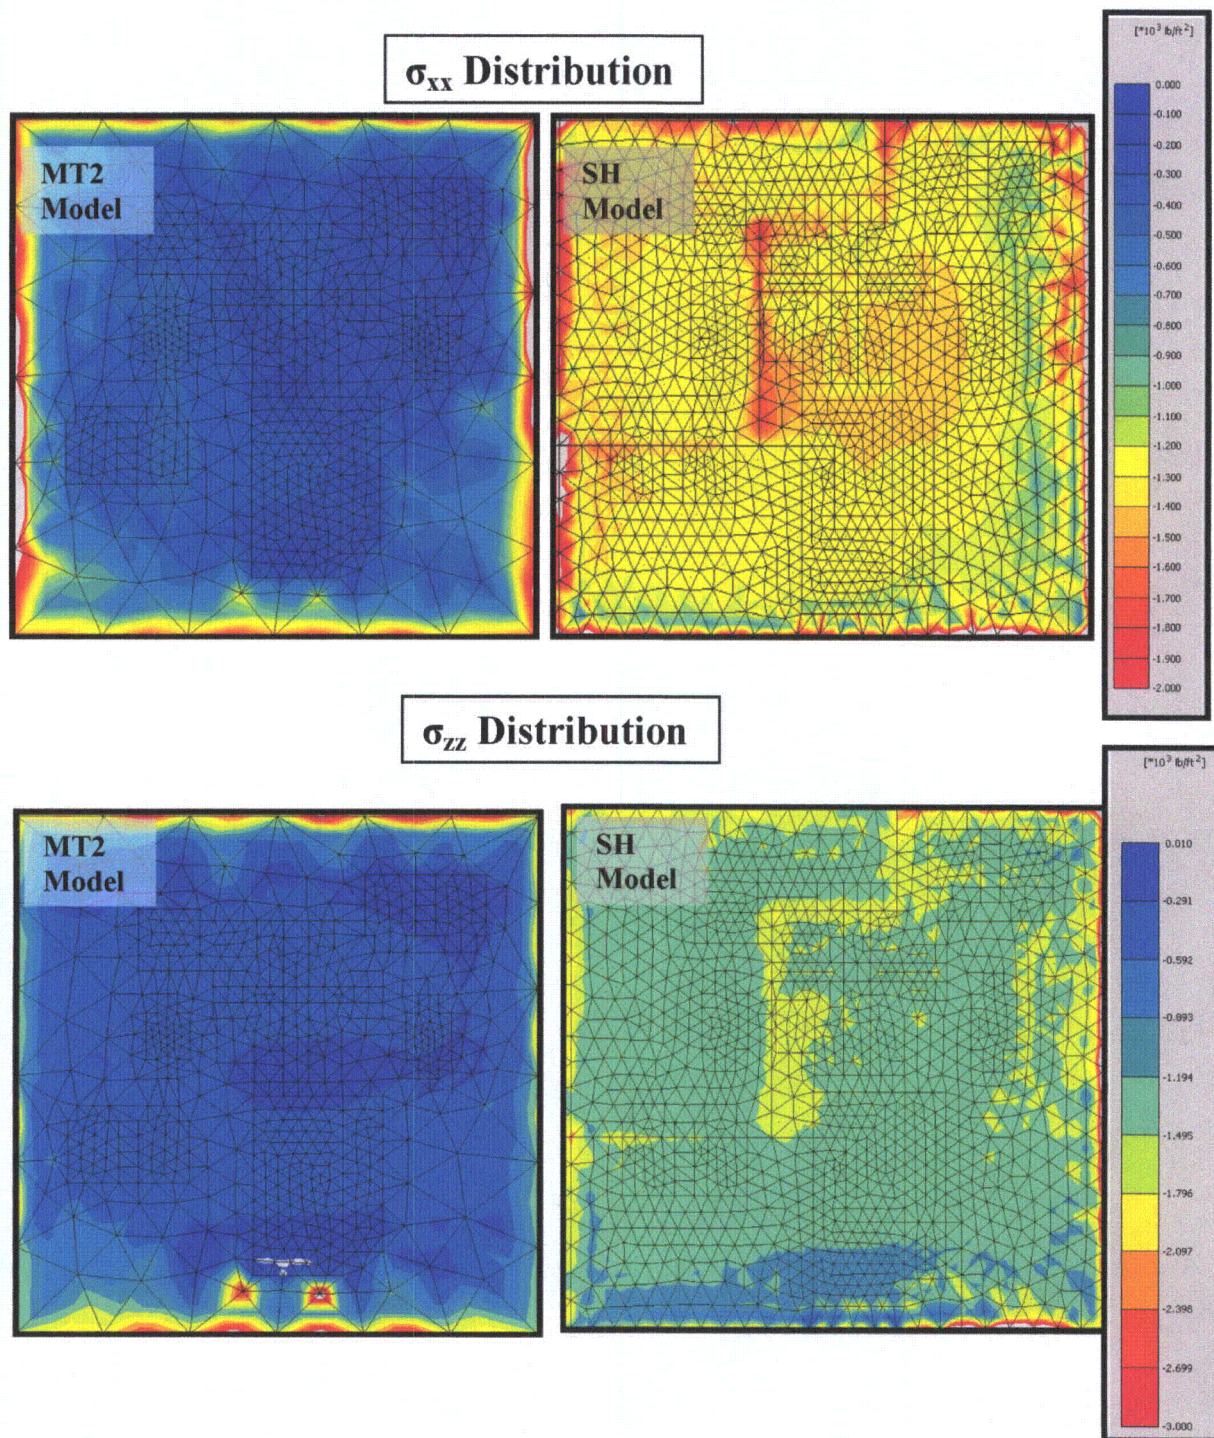 [*10³ lb/ft²]
σxx Distribution
MT2
Model
SH
Model
0.000
-0.100
-0.200
-0.300
-0.400
-0.500
-0.600
-0.700
-0.800
-0.900
-1.000
-1.100
-1.200
-1.300
-1.400
-1.500
-1.600
-1.700
-1.800
-1.900
-2.000
σzz Distribution
[*10³ lb/ft²]
MT2
Model
SH
Model
0.010
-0.291
-0.592
-0.893
-1.194
-1.495
-1.796
-2.097
-2.398
-2.699
-3.000